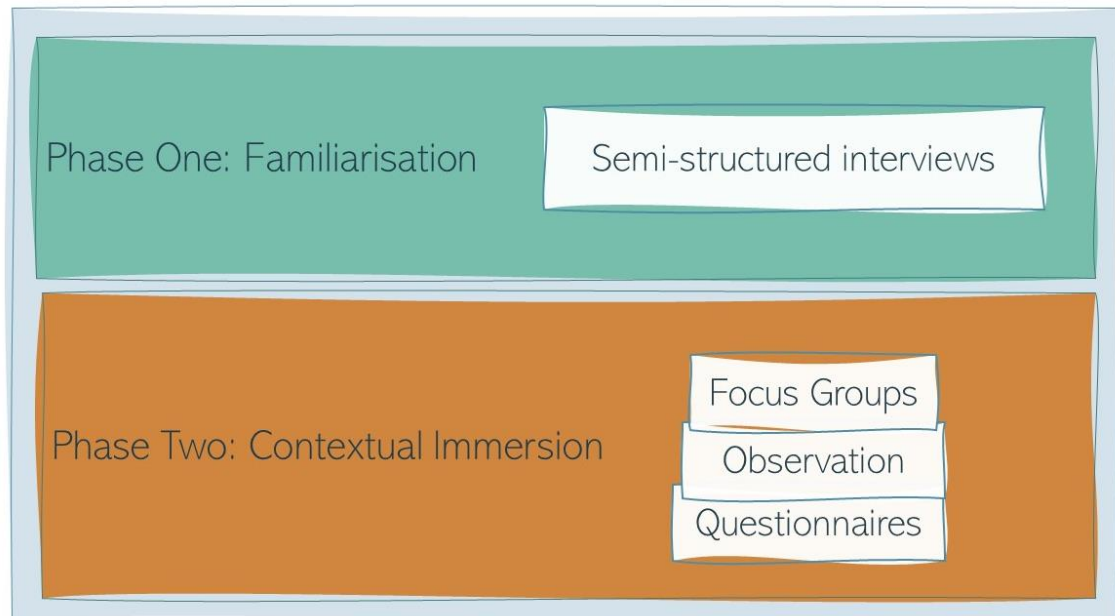 Phase One: Familiarisation
Semi-structured interviews
Phase Two: Contextual Immersion
Focus Groups
Observation
Questionnaires